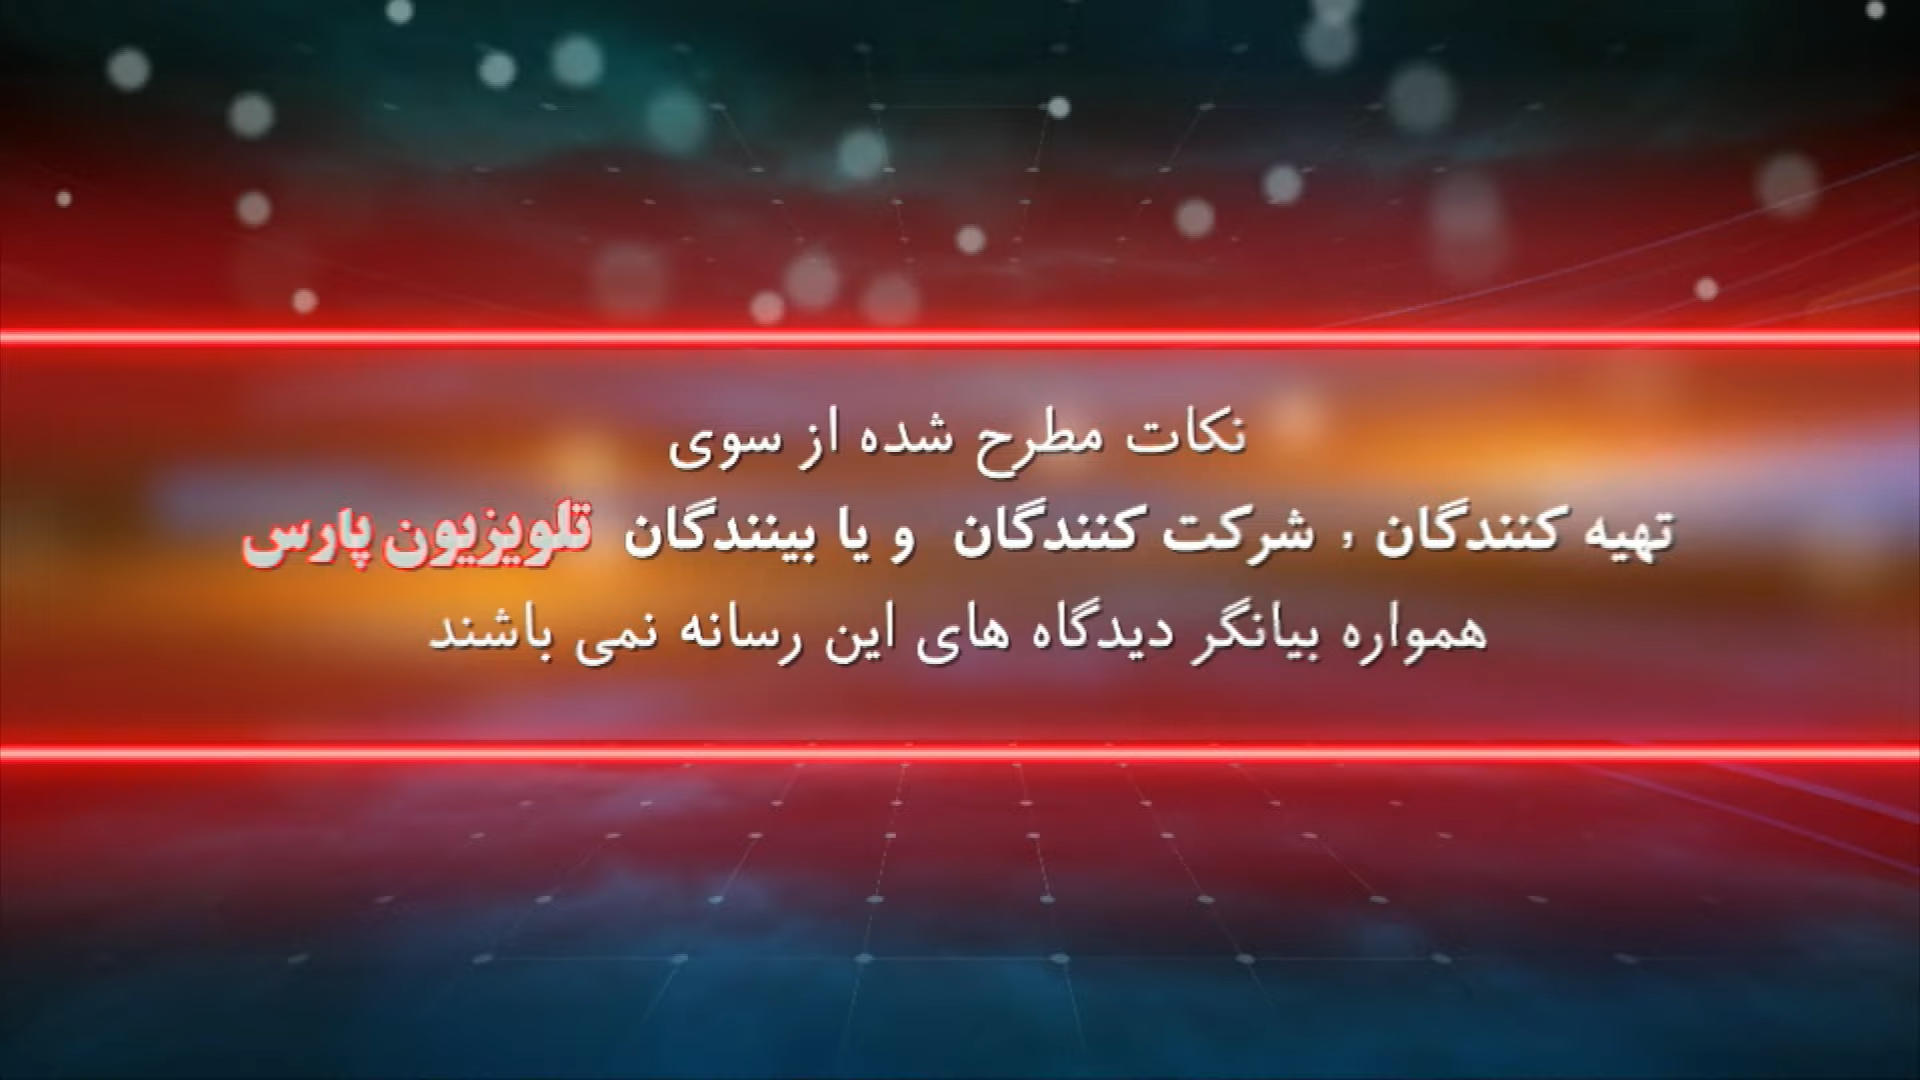 نکات مطرح شده از سوی
تهیه کنندگان ، شرکت کنندگان و یا بینندگان تلویزیون پارس
همواره بیانگر دیدگاه های این رسانه نمی باشند